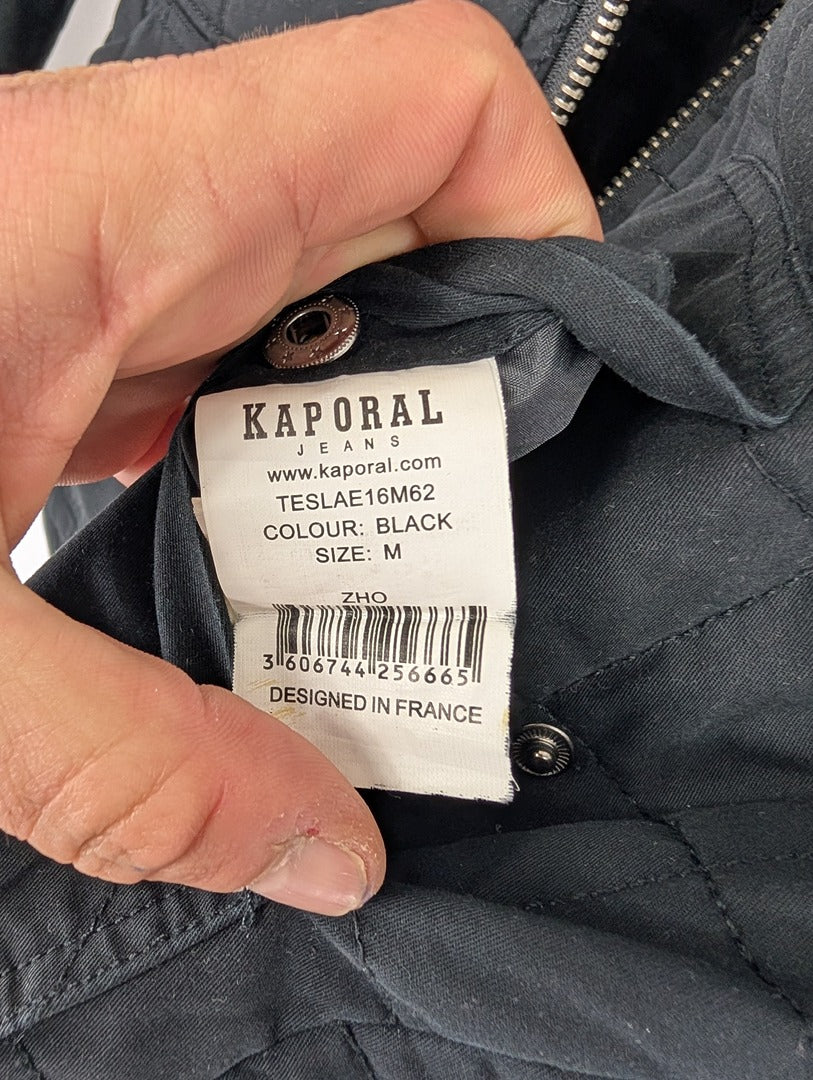 KAPORAL
JEANS
www.kaporal.com
TESLAE16M62
COLOUR: BLACK
SIZE: M
ZHO
3 606744 256665
DESIGNED IN FRANCE